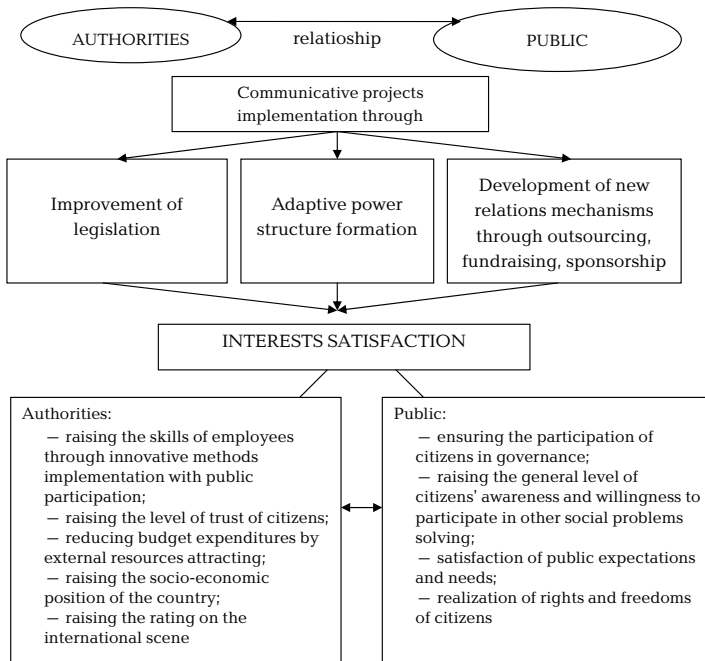 AUTHORITIES
relatioship
PUBLIC
Communicative projects
implementation through
Improvement of
legislation
Adaptive power
structure formation
Development of new
relations mechanisms
through outsourcing,
fundraising, sponsorship
INTERESTS SATISFACTION
Authorities:
— raising the skills of employees
through innovative methods
implementation with public
participation;
— raising the level of trust of citizens;
— reducing budget expenditures by
external resources attracting;
— raising the socio-economic
position of the country;
— raising the rating on the
international scene
Public:
— ensuring the participation of
citizens in governance;
— raising the general level of
citizens' awareness and willingness to
participate in other social problems
solving;
— satisfaction of public expectations
and needs;
— realization of rights and freedoms
of citizens